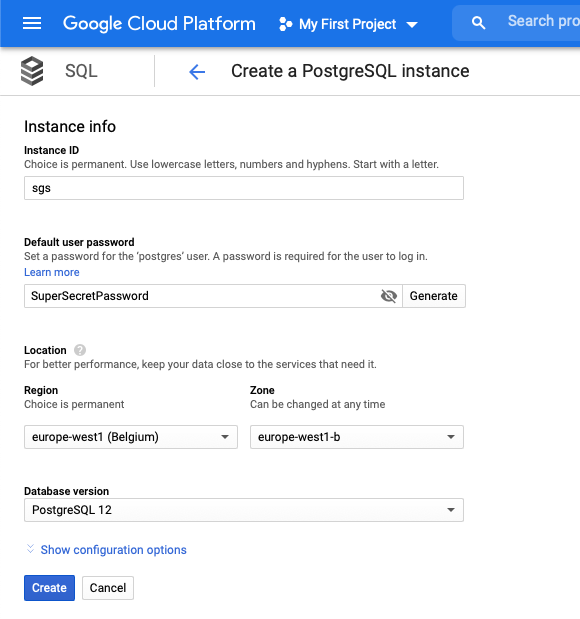 Google Cloud Platform
My First Project
Search pro
SQL
Create a PostgreSQL instance
Instance info
Instance ID
Choice is permanent. Use lowercase letters, numbers and hyphens. Start with a letter.
sgs
Default user password
Set a password for the 'postgres' user. A password is required for the user to log in.
Learn more
SuperSecretPassword
Generate
Location ?
For better performance, keep your data close to the services that need it.
Region
Choice is permanent
europe-west1 (Belgium)
Zone
Can be changed at any time
europe-west1-b
Database version
PostgreSQL 12
Show configuration options
Create
Cancel